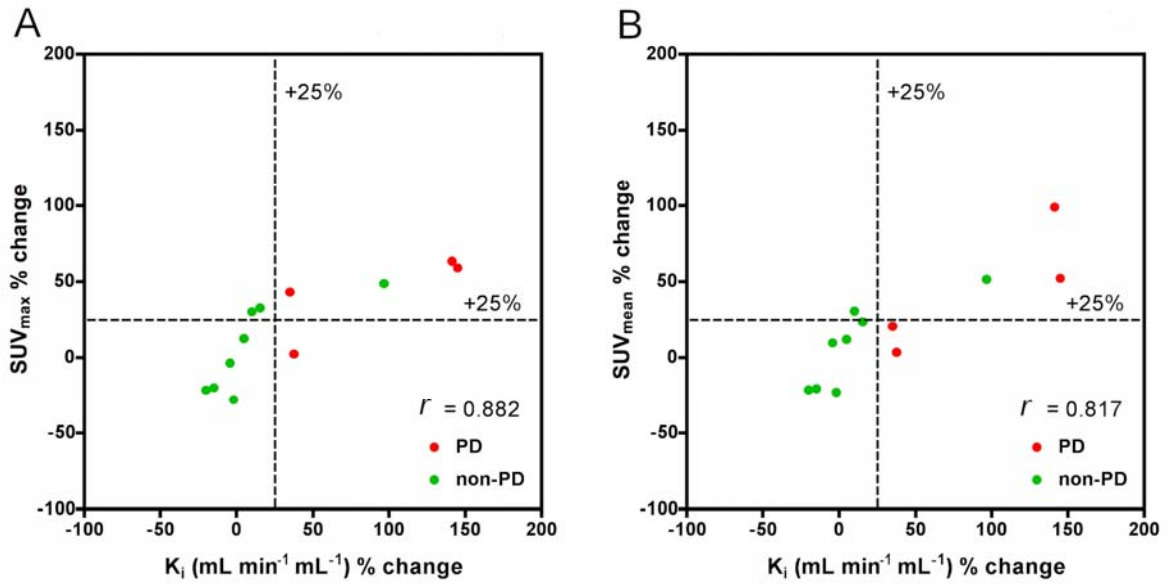 A
200
150
100
50
0
-50
-100
SUVmax % change
+25%
+25%
r = 0.882
PD
non-PD
-100 -50 0 50 100 150 200
Ki (mL min-1 mL-1) % change
B
200
150
100
50
0
-50
-100
SUVmean % change
+25%
+25%
r = 0.817
PD
non-PD
-100 -50 0 50 100 150 200
Ki (mL min-1 mL-1) % change